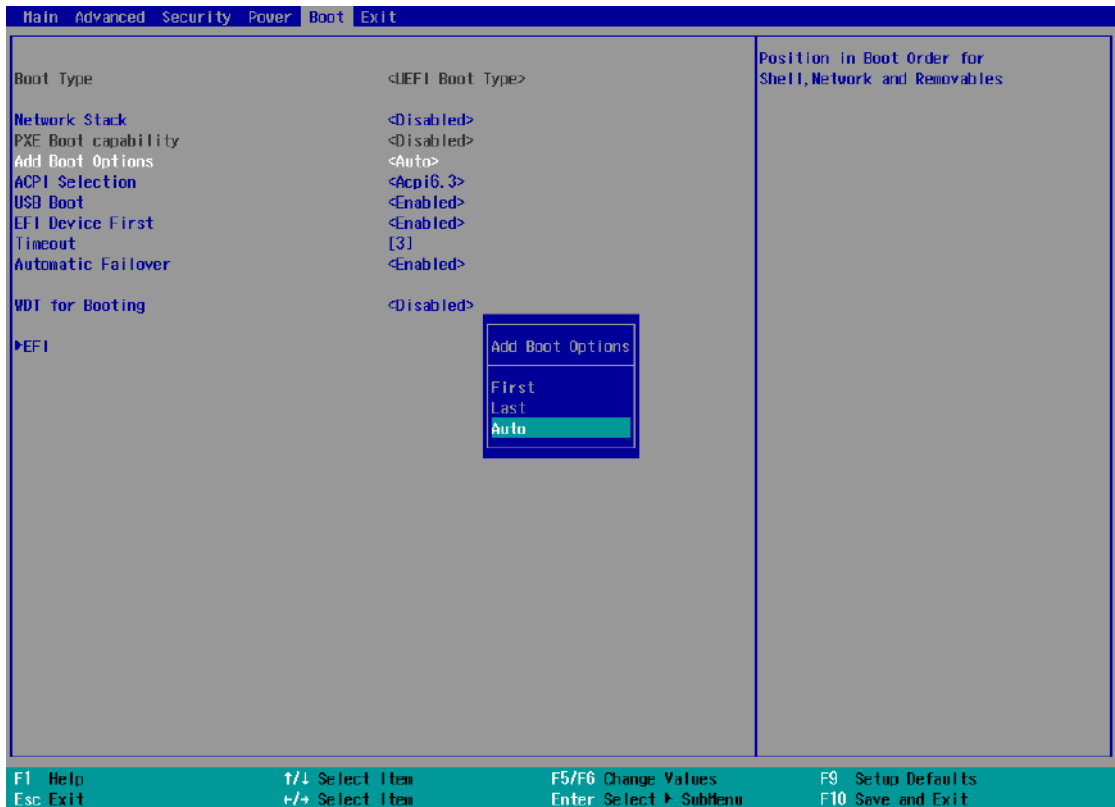 Main Advanced Security Power Boot Exit
Position in Boot Order for
Shell,Network and Removables
Boot Type <UEFI Boot Type>
Network Stack <Disabled>
PXE Boot capability <Disabled>
Add Boot Options <Auto>
ACPI Selection <Acpi6.3>
USB Boot <Enabled>
EFI Device First <Enabled>
Timeout [3]
Automatic Failover <Enabled>
WDT for Booting <Disabled>
▶EFI
Add Boot Options
First
Last
Auto
F1 Help ↑/↓ Select Item F5/F6 Change Values F9 Setup Defaults
Esc Exit ←/→ Select Item Enter Select ▶ SubMenu F10 Save and Exit